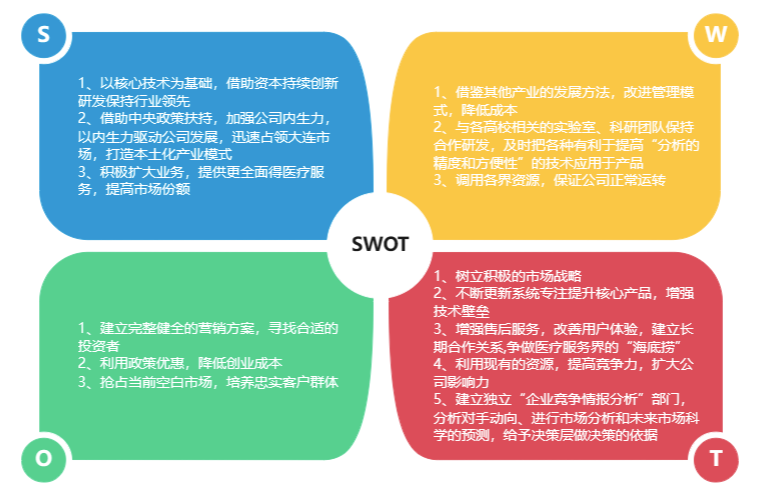 S
1、以核心技术为基础，借助资本持续创新
研发保持行业领先
2、借助中央政策扶持，加强公司内生力，
以内生力驱动公司发展，迅速占领大连市
场，打造本土化产业模式
3、积极扩大业务，提供更全面得医疗服
务，提高市场份额
W
1、借鉴其他产业的发展方法，改进管理模
式，降低成本
2、与各高校相关的实验室、科研团队保持
合作研发，及时把各种有利于提高“分析的
精度和方便性”的技术应用于产品
3、调用各界资源，保证公司正常运转
SWOT
1、建立完整健全的营销方案，寻找合适的
投资者
2、利用政策优惠，降低创业成本
3、抢占当前空白市场，培养忠实客户群体
O
1、树立积极的市场战略
2、不断更新系统专注提升核心产品，增强
技术壁垒
3、增强售后服务，改善用户体验，建立长
期合作关系,争做医疗服务界的“海底捞”
4、利用现有的资源，提高竞争力，扩大公
司影响力
5、建立独立“企业竞争情报分析”部门，
分析对手动向、进行市场分析和未来市场科
学的预测，给予决策层做决策的依据
T